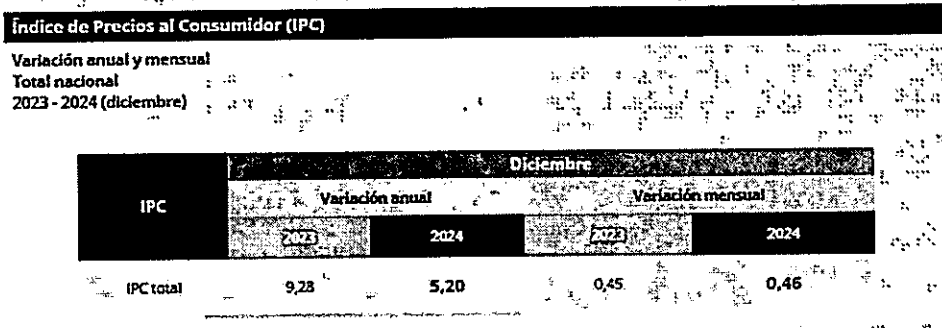 Índice de Precios al Consumidor (IPC)
Variación anual y mensual
Total nacional
2023 - 2024 (diciembre)
Diciembre
IPC
Variación anual
Variación mensual
2023
2024
2023
2024
IPC total
9,28
5,20
0,45
0,46